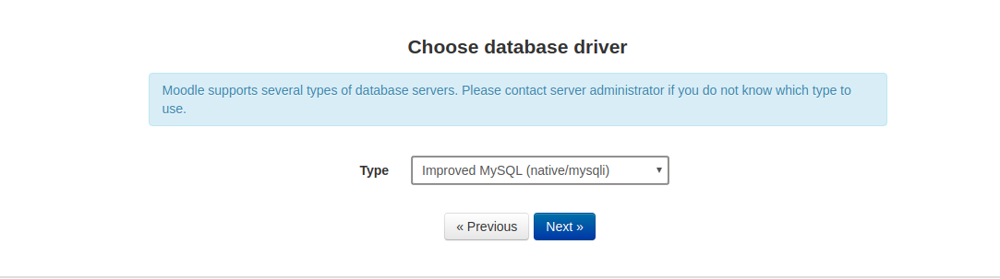 Choose database driver
Moodle supports several types of database servers. Please contact server administrator if you do not know which type to
use.
Type Improved MySQL (native/mysqli)
« Previous Next »